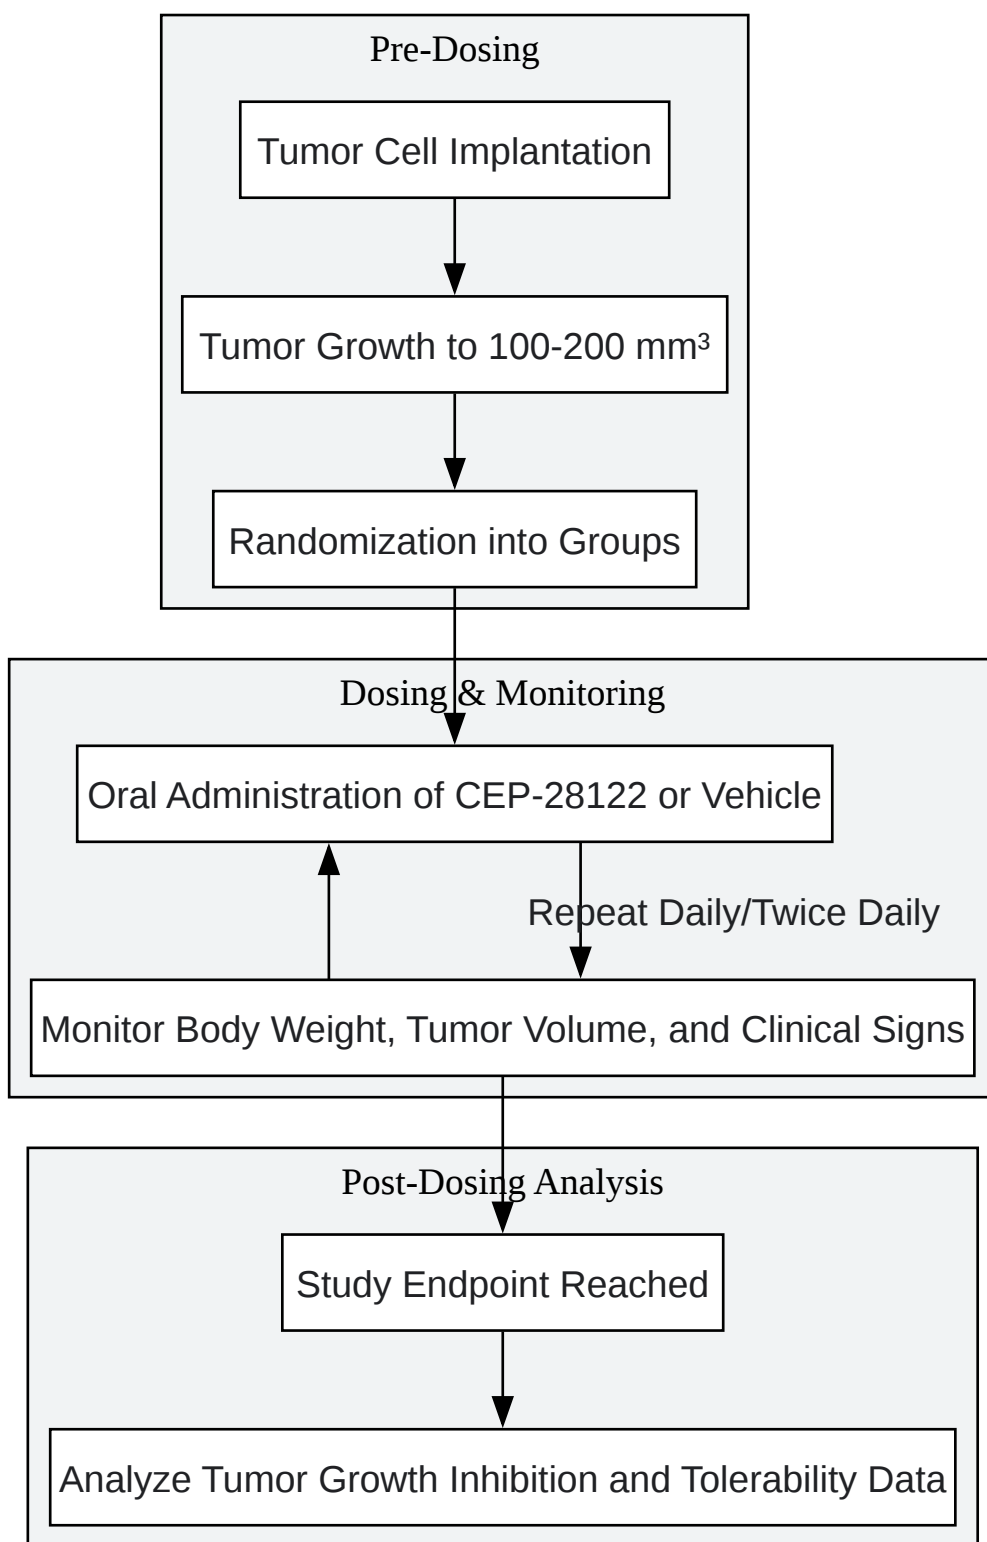 Pre-Dosing
Tumor Cell Implantation
Tumor Growth to 100-200 mm³
Randomization into Groups
Dosing & Monitoring
Oral Administration of CEP-28122 or Vehicle
Repeat Daily/Twice Daily
Monitor Body Weight, Tumor Volume, and Clinical Signs
Post-Dosing Analysis
Study Endpoint Reached
Analyze Tumor Growth Inhibition and Tolerability Data